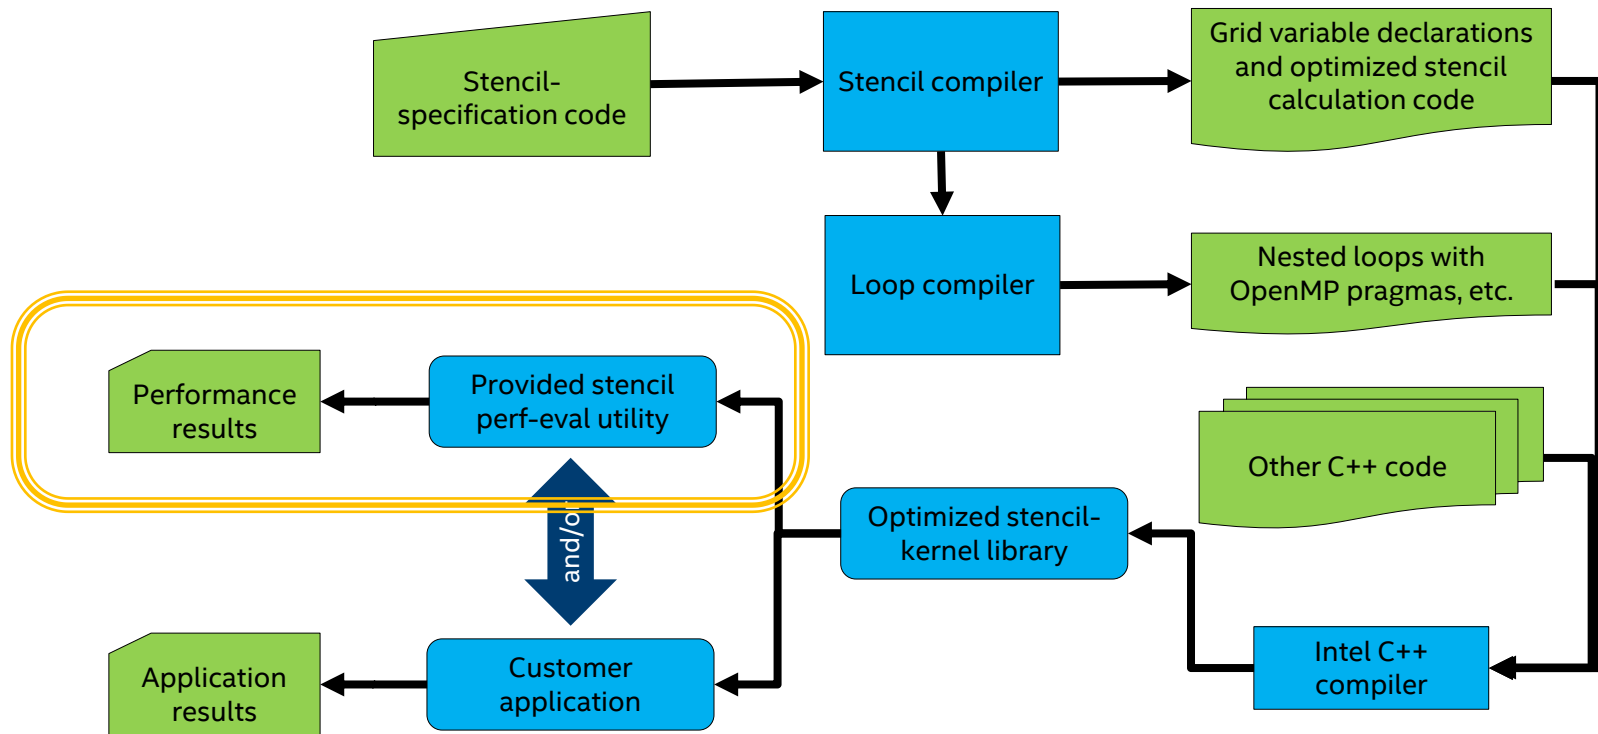 Stencil-
specification code
Stencil compiler
Grid variable declarations
and optimized stencil
calculation code
Loop compiler
Nested loops with
OpenMP pragmas, etc.
Performance
results
Provided stencil
perf-eval utility
Other C++ code
and/or
Optimized stencil-
kernel library
Application
results
Customer
application
Intel C++
compiler